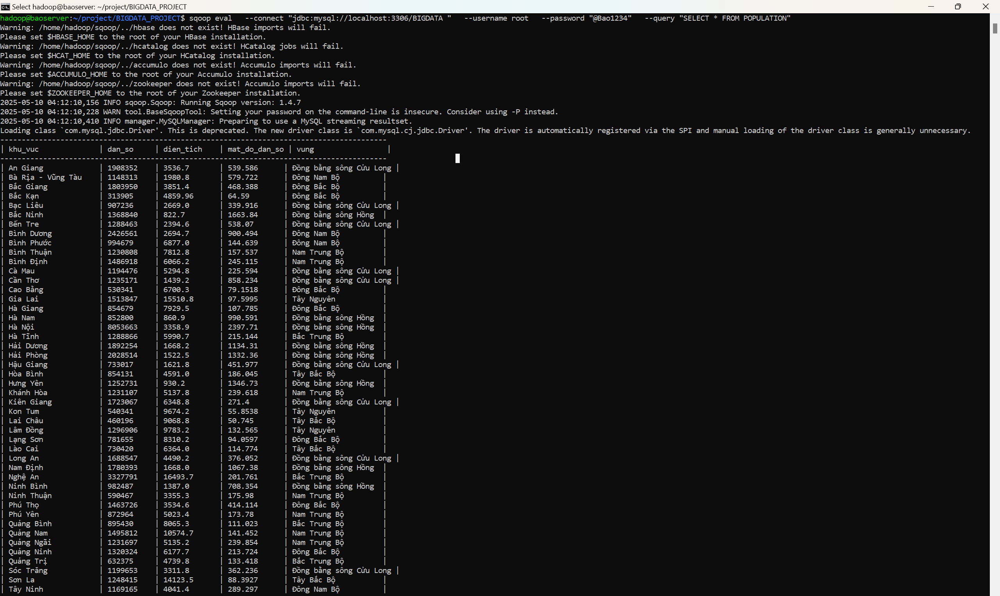 Select hadoop@baoserver: ~/project/BIGDATA_PROJECT
hadoop@baoserver:~/project/BIGDATA_PROJECT$ sqoop eval   --connect "jdbc:mysql://localhost:3306/BIGDATA "   --username root   --password "@Bao1234"   --query "SELECT * FROM POPULATION"
Warning: /home/hadoop/sqoop/../hbase does not exist! HBase imports will fail.
Please set $HBASE_HOME to the root of your HBase installation.
Warning: /home/hadoop/sqoop/../hcatalog does not exist! HCatalog jobs will fail.
Please set $HCAT_HOME to the root of your HCatalog installation.
Warning: /home/hadoop/sqoop/../accumulo does not exist! Accumulo imports will fail.
Please set $ACCUMULO_HOME to the root of your Accumulo installation.
Warning: /home/hadoop/sqoop/../zookeeper does not exist! Accumulo imports will fail.
Please set $ZOOKEEPER_HOME to the root of your Zookeeper installation.
2025-05-10 04:12:10,156 INFO sqoop.Sqoop: Running Sqoop version: 1.4.7
2025-05-10 04:12:10,228 WARN tool.BaseSqoopTool: Setting your password on the command-line is insecure. Consider using -P instead.
2025-05-10 04:12:10,410 INFO manager.MySQLManager: Preparing to use a MySQL streaming resultset.
Loading class `com.mysql.jdbc.Driver'. This is deprecated. The new driver class is `com.mysql.cj.jdbc.Driver'. The driver is automatically registered via the SPI and manual loading of the driver class is generally unnecessary.
------------------------------------------------------------------------------------------
| khu_vuc | dan_so | dien_tich | mat_do_dan_so | vung |
------------------------------------------------------------------------------------------
| An Giang | 1908352 | 3536.7 | 539.586 | Đồng bằng sông Cửu Long |
| Bà Rịa - Vũng Tàu | 1148313 | 1980.8 | 579.722 | Đông Nam Bộ |
| Bắc Giang | 1803950 | 3851.4 | 468.388 | Đông Bắc Bộ |
| Bắc Kạn | 313905 | 4859.96 | 64.59 | Đông Bắc Bộ |
| Bạc Liêu | 907236 | 2669.0 | 339.916 | Đồng bằng sông Cửu Long |
| Bắc Ninh | 1368840 | 822.7 | 1663.84 | Đồng bằng sông Hồng |
| Bến Tre | 1288463 | 2394.6 | 538.07 | Đồng bằng sông Cửu Long |
| Bình Dương | 2426561 | 2694.7 | 900.494 | Đông Nam Bộ |
| Bình Phước | 994679 | 6877.0 | 144.639 | Đông Nam Bộ |
| Bình Thuận | 1230808 | 7812.8 | 157.537 | Nam Trung Bộ |
| Bình Định | 1486918 | 6066.2 | 245.115 | Nam Trung Bộ |
| Cà Mau | 1194476 | 5294.8 | 225.594 | Đồng bằng sông Cửu Long |
| Cần Thơ | 1235171 | 1439.2 | 858.234 | Đồng bằng sông Cửu Long |
| Cao Bằng | 530341 | 6700.3 | 79.1518 | Đông Bắc Bộ |
| Gia Lai | 1513847 | 15510.8 | 97.5995 | Tây Nguyên |
| Hà Giang | 854679 | 7929.5 | 107.785 | Đông Bắc Bộ |
| Hà Nam | 852800 | 860.9 | 990.591 | Đồng bằng sông Hồng |
| Hà Nội | 8053663 | 3358.9 | 2397.71 | Đồng bằng sông Hồng |
| Hà Tĩnh | 1288866 | 5990.7 | 215.144 | Bắc Trung Bộ |
| Hải Dương | 1892254 | 1668.2 | 1134.31 | Đồng bằng sông Hồng |
| Hải Phòng | 2028514 | 1522.5 | 1332.36 | Đồng bằng sông Hồng |
| Hậu Giang | 733017 | 1621.8 | 451.977 | Đồng bằng sông Cửu Long |
| Hòa Bình | 854131 | 4591.0 | 186.045 | Tây Bắc Bộ |
| Hưng Yên | 1252731 | 930.2 | 1346.73 | Đồng bằng sông Hồng |
| Khánh Hòa | 1231107 | 5137.8 | 239.618 | Nam Trung Bộ |
| Kiên Giang | 1723067 | 6348.8 | 271.4 | Đồng bằng sông Cửu Long |
| Kon Tum | 540341 | 9674.2 | 55.8538 | Tây Nguyên |
| Lai Châu | 460196 | 9068.8 | 50.745 | Tây Bắc Bộ |
| Lâm Đồng | 1296906 | 9783.2 | 132.565 | Tây Nguyên |
| Lạng Sơn | 781655 | 8310.2 | 94.0597 | Đông Bắc Bộ |
| Lào Cai | 730420 | 6364.0 | 114.774 | Tây Bắc Bộ |
| Long An | 1688547 | 4490.2 | 376.052 | Đồng bằng sông Cửu Long |
| Nam Định | 1780393 | 1668.0 | 1067.38 | Đồng bằng sông Hồng |
| Nghệ An | 3327791 | 16493.7 | 201.761 | Bắc Trung Bộ |
| Ninh Bình | 982487 | 1387.0 | 708.354 | Đồng bằng sông Hồng |
| Ninh Thuận | 590467 | 3355.3 | 175.98 | Nam Trung Bộ |
| Phú Thọ | 1463726 | 3534.6 | 414.114 | Đông Bắc Bộ |
| Phú Yên | 872964 | 5023.4 | 173.78 | Nam Trung Bộ |
| Quảng Bình | 895430 | 8065.3 | 111.023 | Bắc Trung Bộ |
| Quảng Nam | 1495812 | 10574.7 | 141.452 | Nam Trung Bộ |
| Quảng Ngãi | 1231697 | 5135.2 | 239.854 | Nam Trung Bộ |
| Quảng Ninh | 1320324 | 6177.7 | 213.724 | Đông Bắc Bộ |
| Quảng Trị | 632375 | 4739.8 | 133.418 | Bắc Trung Bộ |
| Sóc Trăng | 1199653 | 3311.8 | 362.236 | Đồng bằng sông Cửu Long |
| Sơn La | 1248415 | 14123.5 | 88.3927 | Tây Bắc Bộ |
| Tây Ninh | 1169165 | 4041.4 | 289.297 | Đông Nam Bộ |